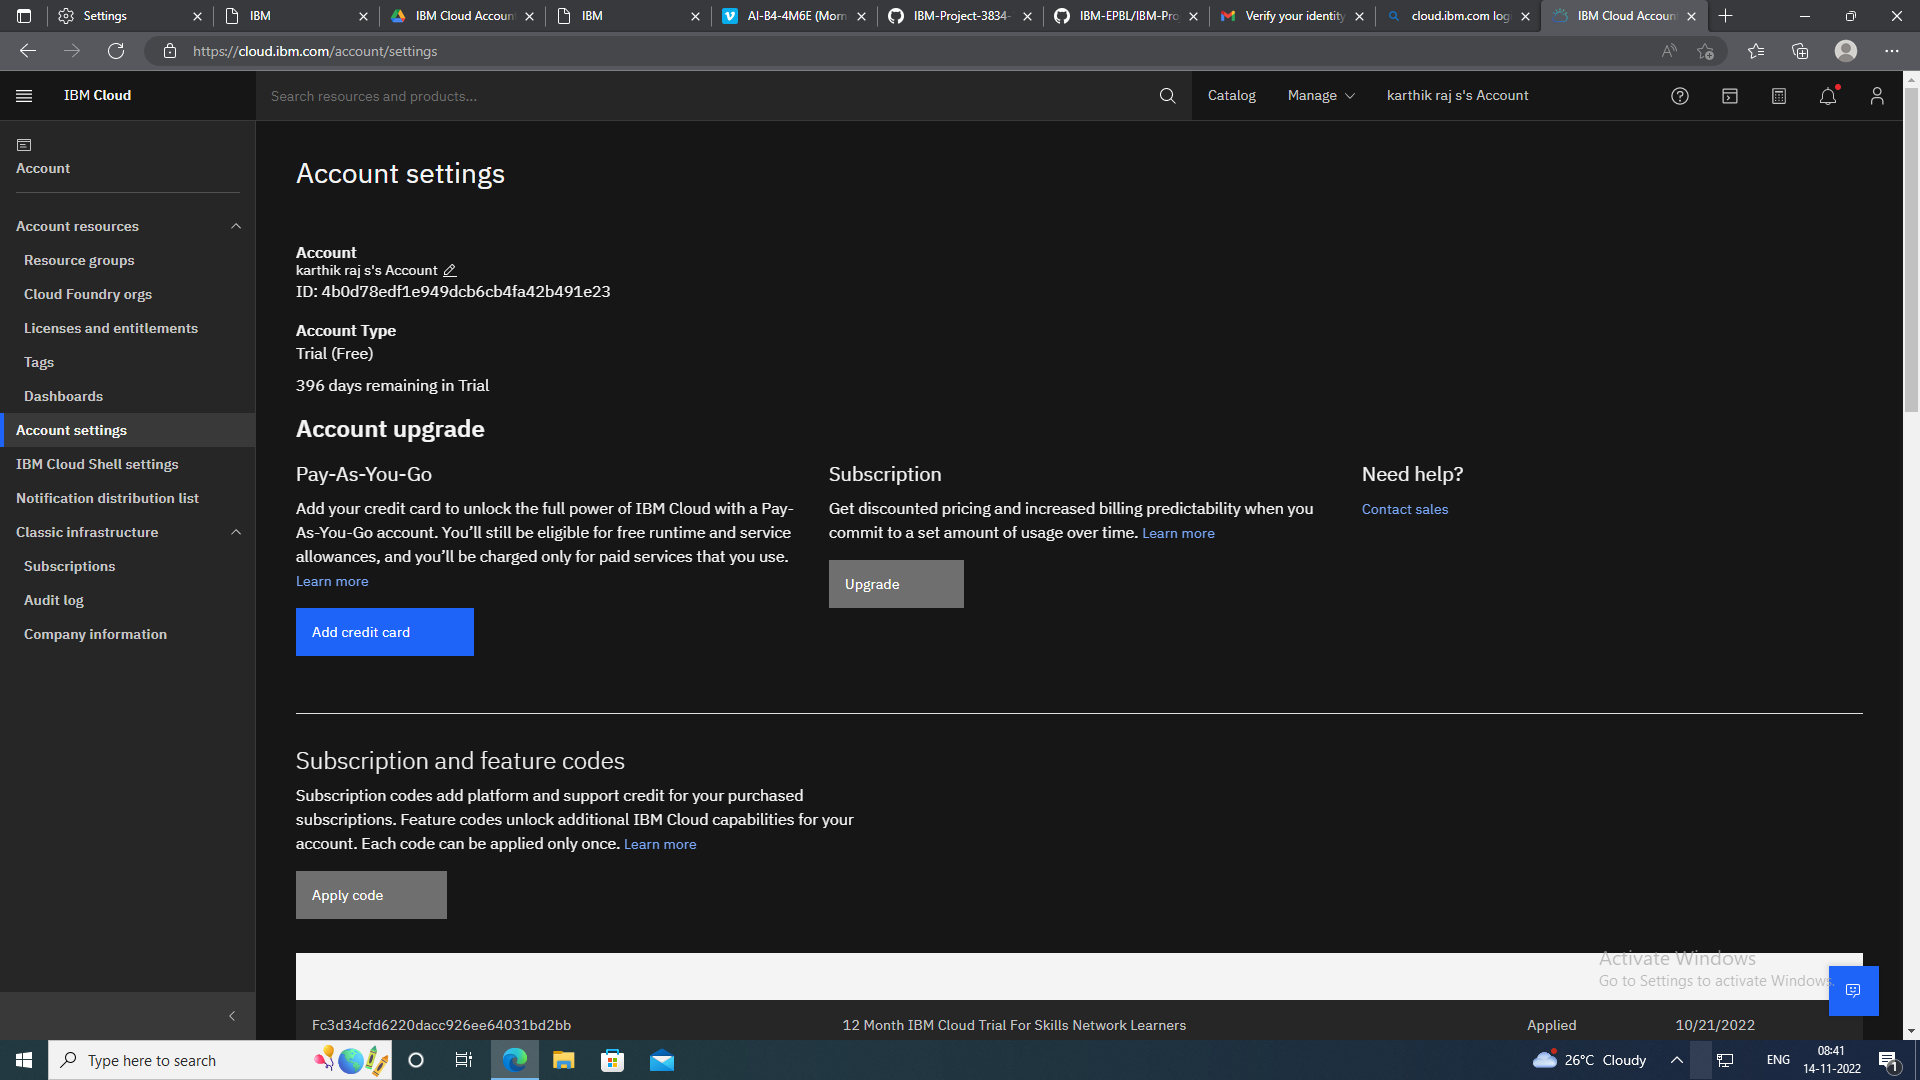 Settings
IBM
IBM Cloud Accoun
IBM
AI-B4-4M6E (Morn
IBM-Project-3834-
IBM-EPBL/IBM-Pro
Verify your identity
cloud.ibm.com log
IBM Cloud Accoun
https://cloud.ibm.com/account/settings
IBM Cloud
Search resources and products...
Catalog
Manage
karthik raj s's Account
Account
Account resources
Resource groups
Cloud Foundry orgs
Licenses and entitlements
Tags
Dashboards
Account settings
IBM Cloud Shell settings
Notification distribution list
Classic infrastructure
Subscriptions
Audit log
Company information
Account settings
Account
karthik raj s's Account
ID: 4b0d78edf1e949dcb6cb4fa42b491e23
Account Type
Trial (Free)
396 days remaining in Trial
Account upgrade
Pay-As-You-Go
Add your credit card to unlock the full power of IBM Cloud with a Pay-
As-You-Go account. You’ll still be eligible for free runtime and service
allowances, and you’ll be charged only for paid services that you use.
Learn more
Add credit card
Subscription
Get discounted pricing and increased billing predictability when you
commit to a set amount of usage over time. Learn more
Upgrade
Need help?
Contact sales
Subscription and feature codes
Subscription codes add platform and support credit for your purchased
subscriptions. Feature codes unlock additional IBM Cloud capabilities for your
account. Each code can be applied only once. Learn more
Apply code
Activate Windows
Go to Settings to activate Windows.
Fc3d34cfd6220dacc926ee64031bd2bb
12 Month IBM Cloud Trial For Skills Network Learners
Applied
10/21/2022
Type here to search
26°C Cloudy
ENG
08:41
14-11-2022
1